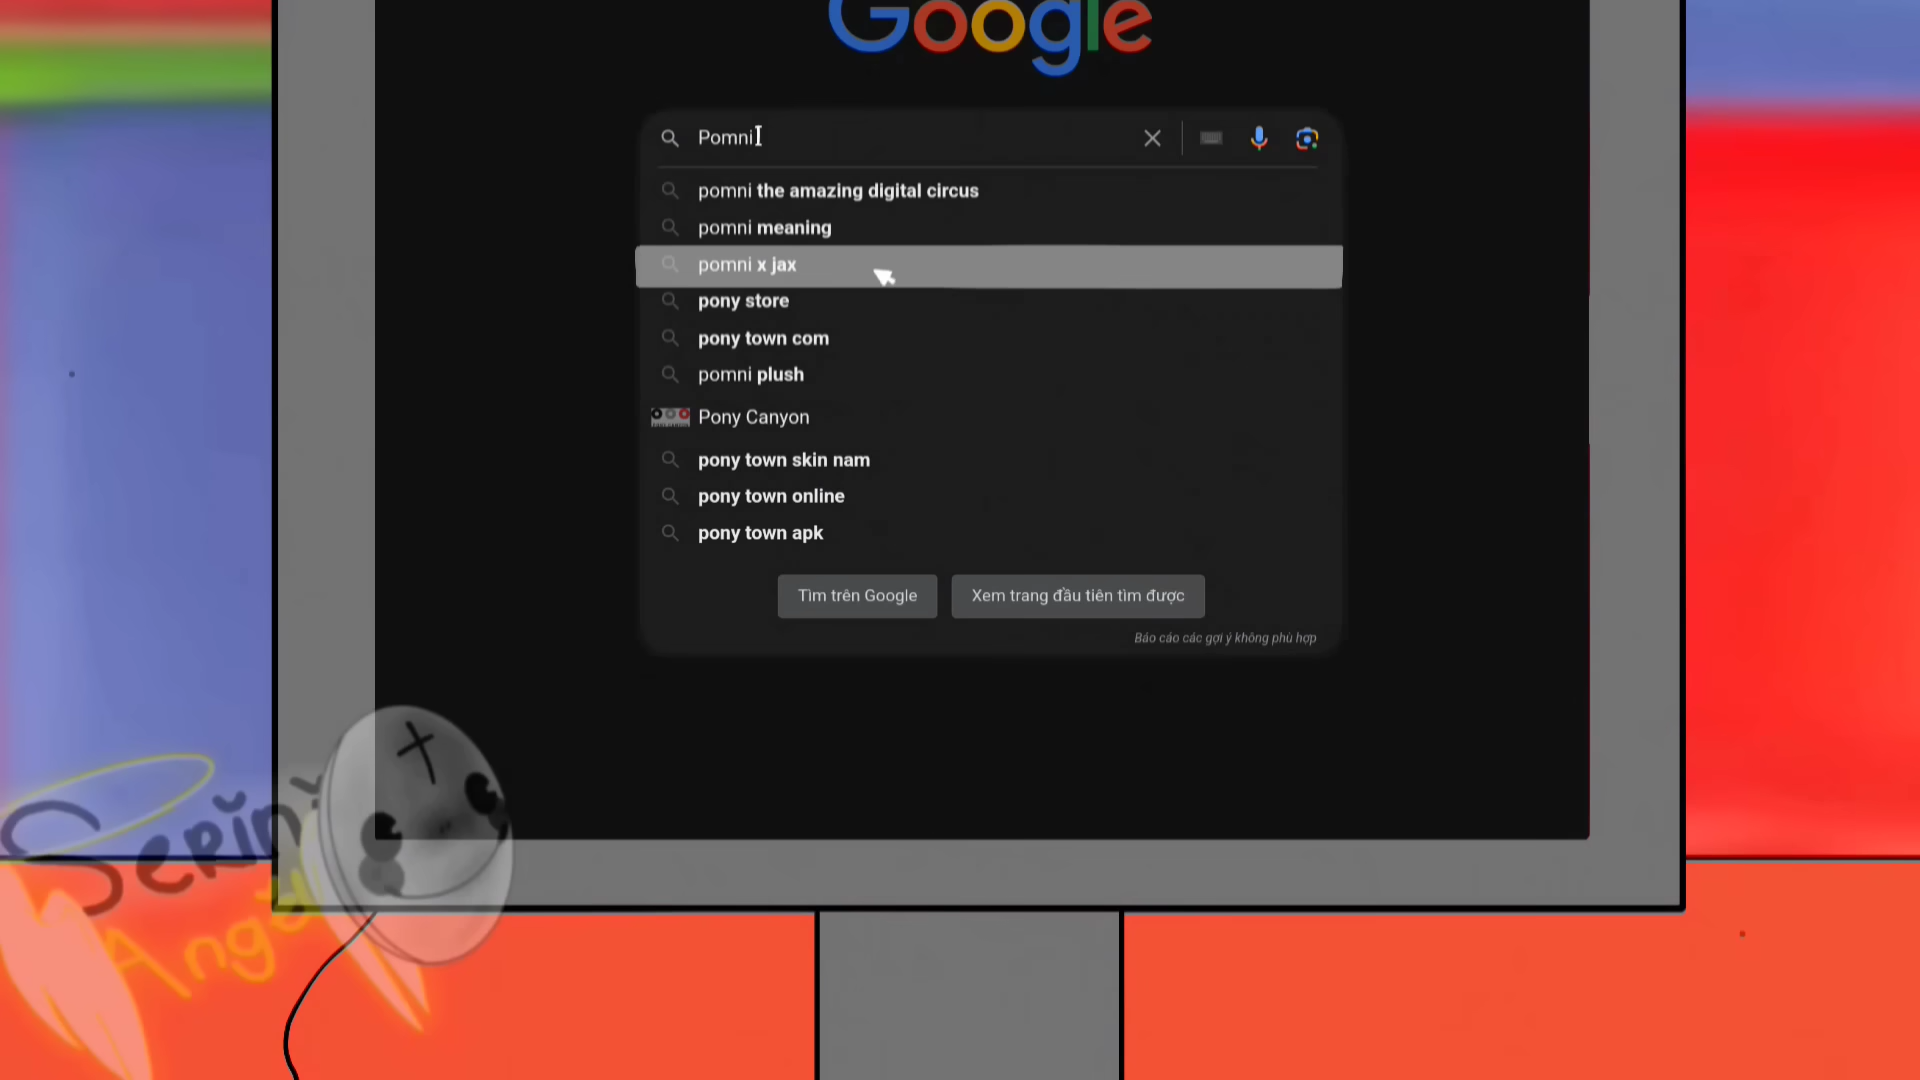 Google
Pomni
pomni the amazing digital circus
pomni meaning
pomni x jax
pony store
pony town com
pomni plush
Pony Canyon
pony town skin nam
pony town online
pony town apk
Tìm trên Google
Xem trang đầu tiên tìm được
Báo cáo các gợi ý không phù hợp